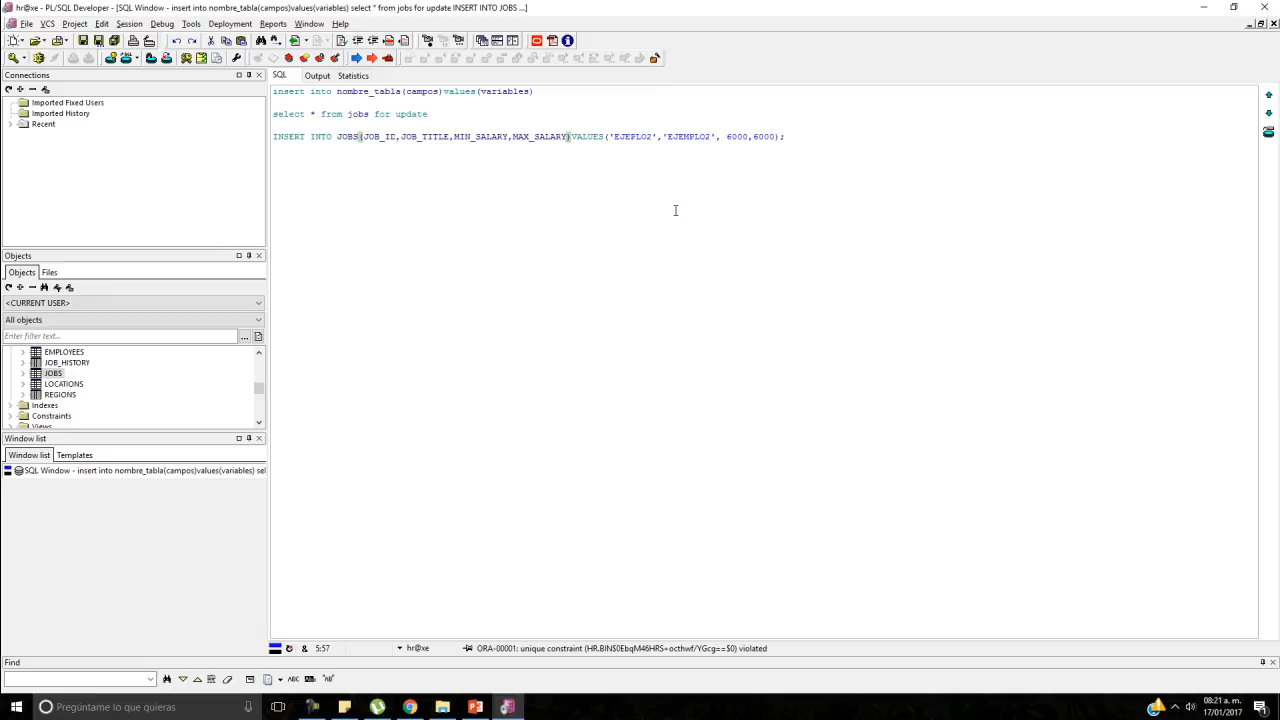 hr@xe - PL/SQL Developer - [SQL Window - insert into nombre_tabla(campos)values(variables) select * from jobs for update INSERT INTO JOBS ...]
File VCS Project Edit Session Debug Tools Deployment Reports Window Help
Connections
SQL Output Statistics
Imported Fixed Users
Imported History
Recent
insert into nombre_tabla(campos)values(variables)
select * from jobs for update
INSERT INTO JOBS(JOB_ID,JOB_TITLE,MIN_SALARY,MAX_SALARY)VALUES('EJEPLO2','EJEMPLO2', 6000,6000);
Objects
Objects Files
<CURRENT USER>
All objects
Enter filter text...
EMPLOYEES
JOB_HISTORY
JOBS
LOCATIONS
REGIONS
Indexes
Constraints
Views
Window list
Window list Templates
SQL Window - insert into nombre_tabla(campos)values(variables) sel
& 5:57 hr@xe ORA-00001: unique constraint (HR.BIN$0EbqM46HRS+octhwf/YGcg==$0) violated
Find
ABC "AB"
Pregúntame lo que quieras
08:21 a.m.
17/01/2017